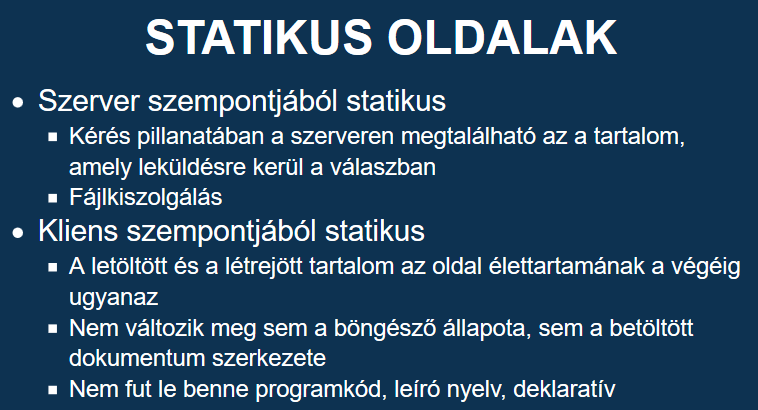 STATIKUS OLDALAK
Szerver szempontjából statikus
Kérés pillanatában a szerveren megtalálható az a tartalom,
amely leküldésre kerül a válaszban
Fájlkiszolgálás
Kliens szempontjából statikus
A letöltött és a létrejött tartalom az oldal élettartamának a végéig
ugyanaz
Nem változik meg sem a böngésző állapota, sem a betöltött
dokumentum szerkezete
Nem fut le benne programkód, leíró nyelv, deklaratív